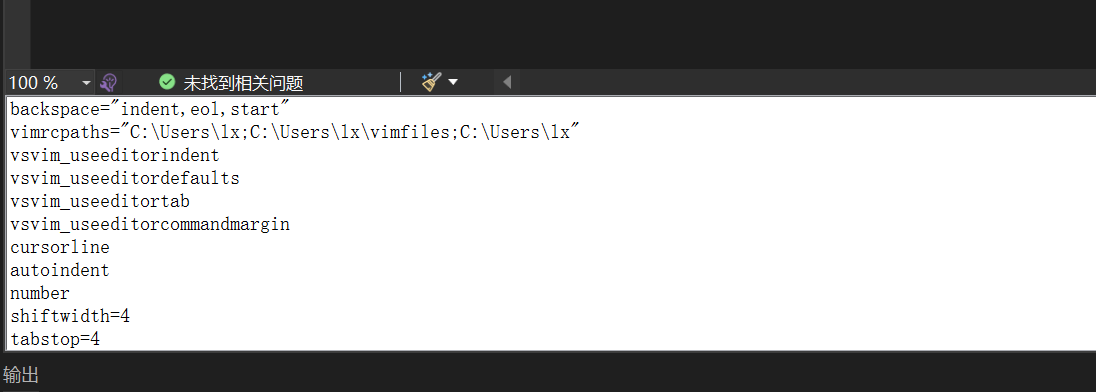 100 %
未找到相关问题
backspace="indent,eol,start"
vimrcpaths="C:\Users\lx;C:\Users\lx\vimfiles;C:\Users\lx"
vsvim_useeditorindent
vsvim_useeditordefaults
vsvim_useeditortab
vsvim_useeditorcommandmargin
cursorline
autoindent
number
shiftwidth=4
tabstop=4
输出